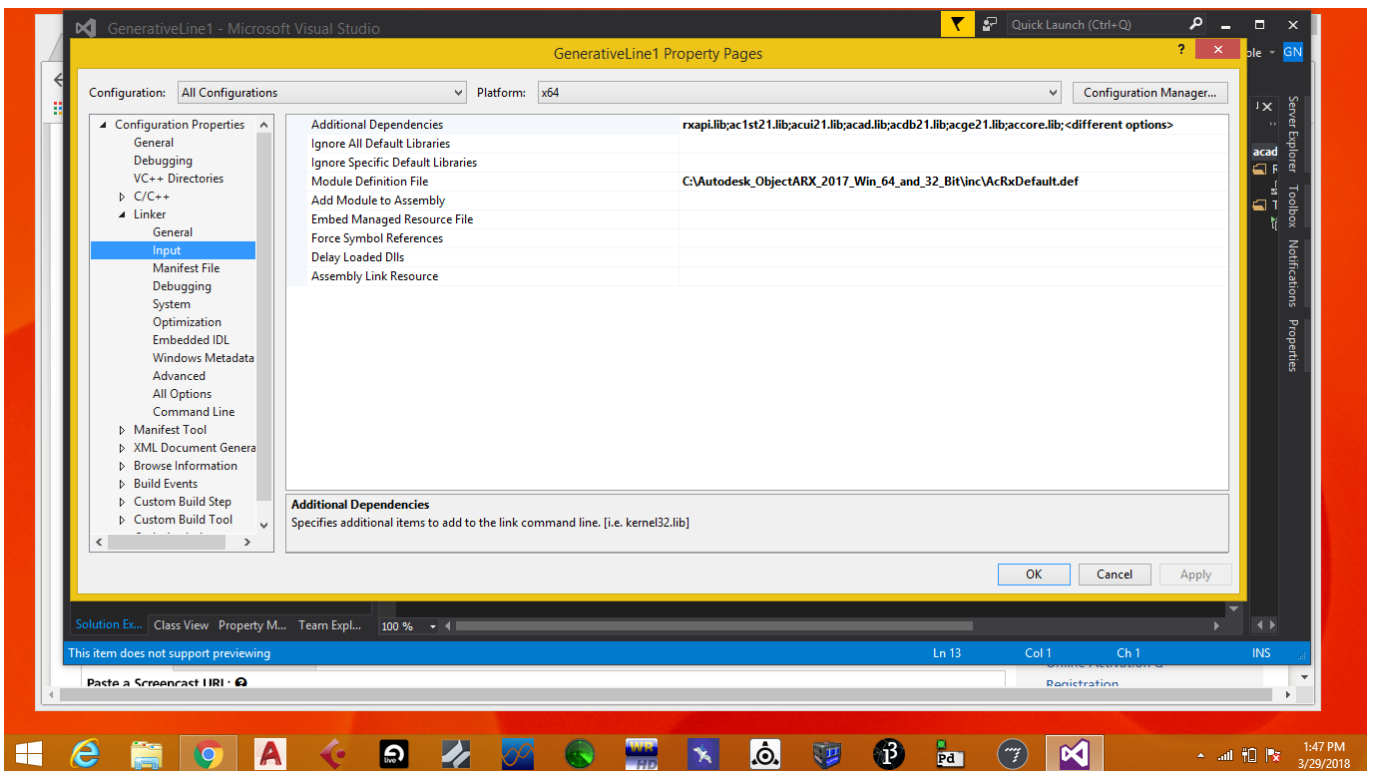 GenerativeLine1 - Microsoft Visual Studio
Quick Launch (Ctrl+Q)
GenerativeLine1 Property Pages
? ×
ple GN
Configuration: All Configurations Platform: x64 Configuration Manager...
Configuration Properties
General
Debugging
VC++ Directories
C/C++
Linker
General
Input
Manifest File
Debugging
System
Optimization
Embedded IDL
Windows Metadata
Advanced
All Options
Command Line
Manifest Tool
XML Document Genera
Browse Information
Build Events
Custom Build Step
Custom Build Tool
Additional Dependencies rxapi.lib;ac1st21.lib;acui21.lib;acad.lib;acdb21.lib;acge21.lib;accore.lib;<different options>
Ignore All Default Libraries
Ignore Specific Default Libraries
Module Definition File C:\Autodesk_ObjectARX_2017_Win_64_and_32_Bit\inc\AcRxDefault.def
Add Module to Assembly
Embed Managed Resource File
Force Symbol References
Delay Loaded Dlls
Assembly Link Resource
Additional Dependencies
Specifies additional items to add to the link command line. [i.e. kernel32.lib]
OK Cancel Apply
acad
Server Explorer
Toolbox
Notifications
Properties
Solution Ex... Class View Property M... Team Expl... 100 %
This item does not support previewing Ln 13 Col 1 Ch 1 INS
Paste a Screencast URL:
Registration
live
WR
HD
Pd
1:47 PM
3/29/2018